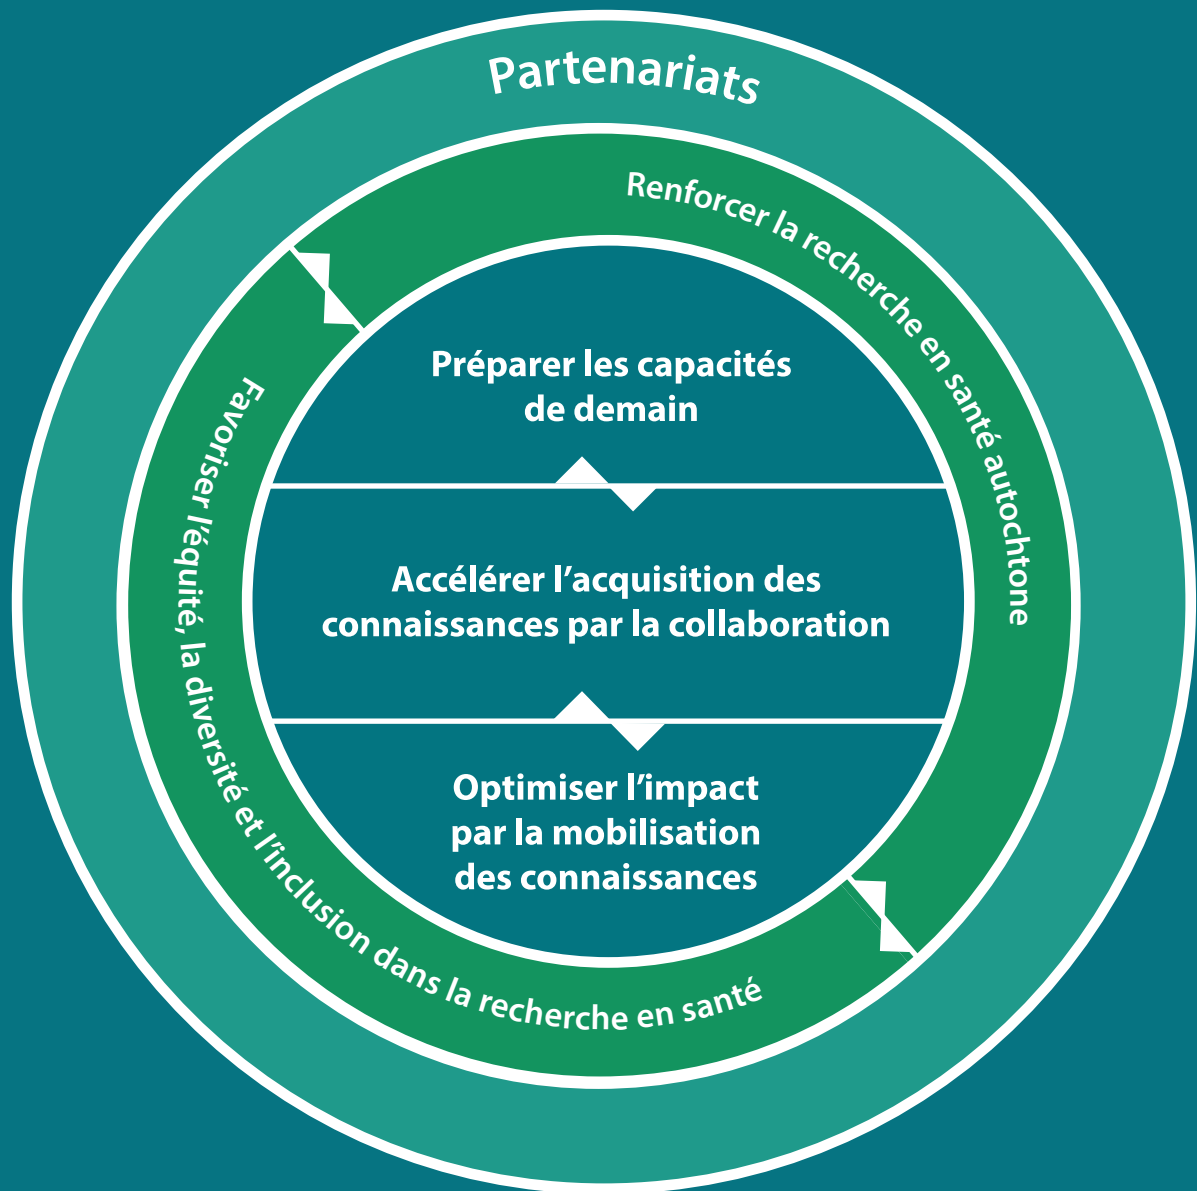 Partenariats
Renforcer la recherche en santé autochtone
Préparer les capacités
de demain
Accélérer l’acquisition des
connaissances par la collaboration
Optimiser l’impact
par la mobilisation
des connaissances
Favoriser l’équité, la diversité et l’inclusion dans la recherche en santé